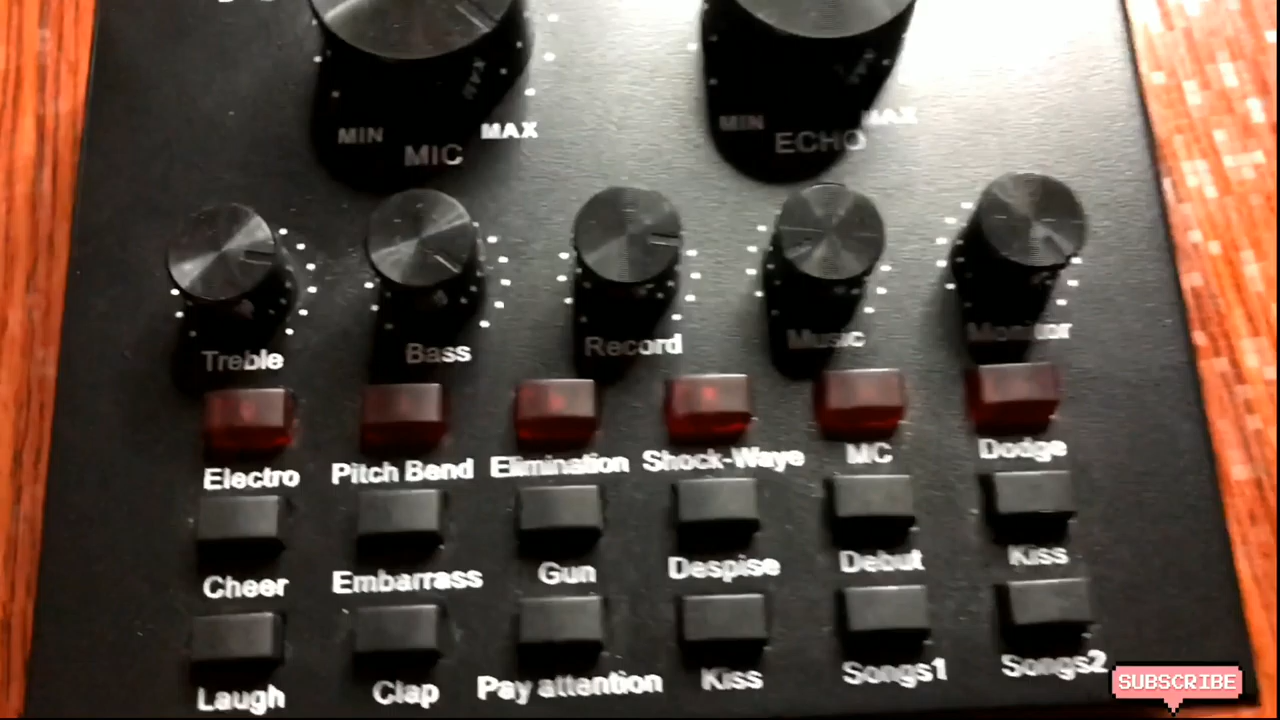 MIN MAX MIN MAX
MIC ECHO
Treble Bass Record Music Monitor
Electro Pitch Bend Elimination Shock-Waye MC Dodge
Cheer Embarrass Gun Despise Debut Kiss
Laugh Clap Pay attention Kiss Songs1 Songs2
SUBSCRIBE